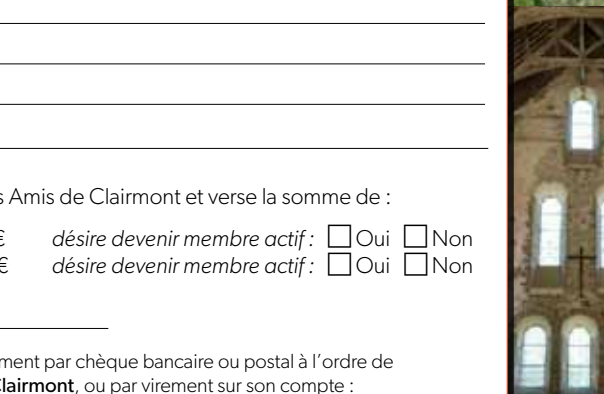 Amis de Clairmont et verse la somme de :
€ désire devenir membre actif : Oui Non
€ désire devenir membre actif : Oui Non
par chèque bancaire ou postal à l’ordre de
Clairmont, ou par virement sur son compte :